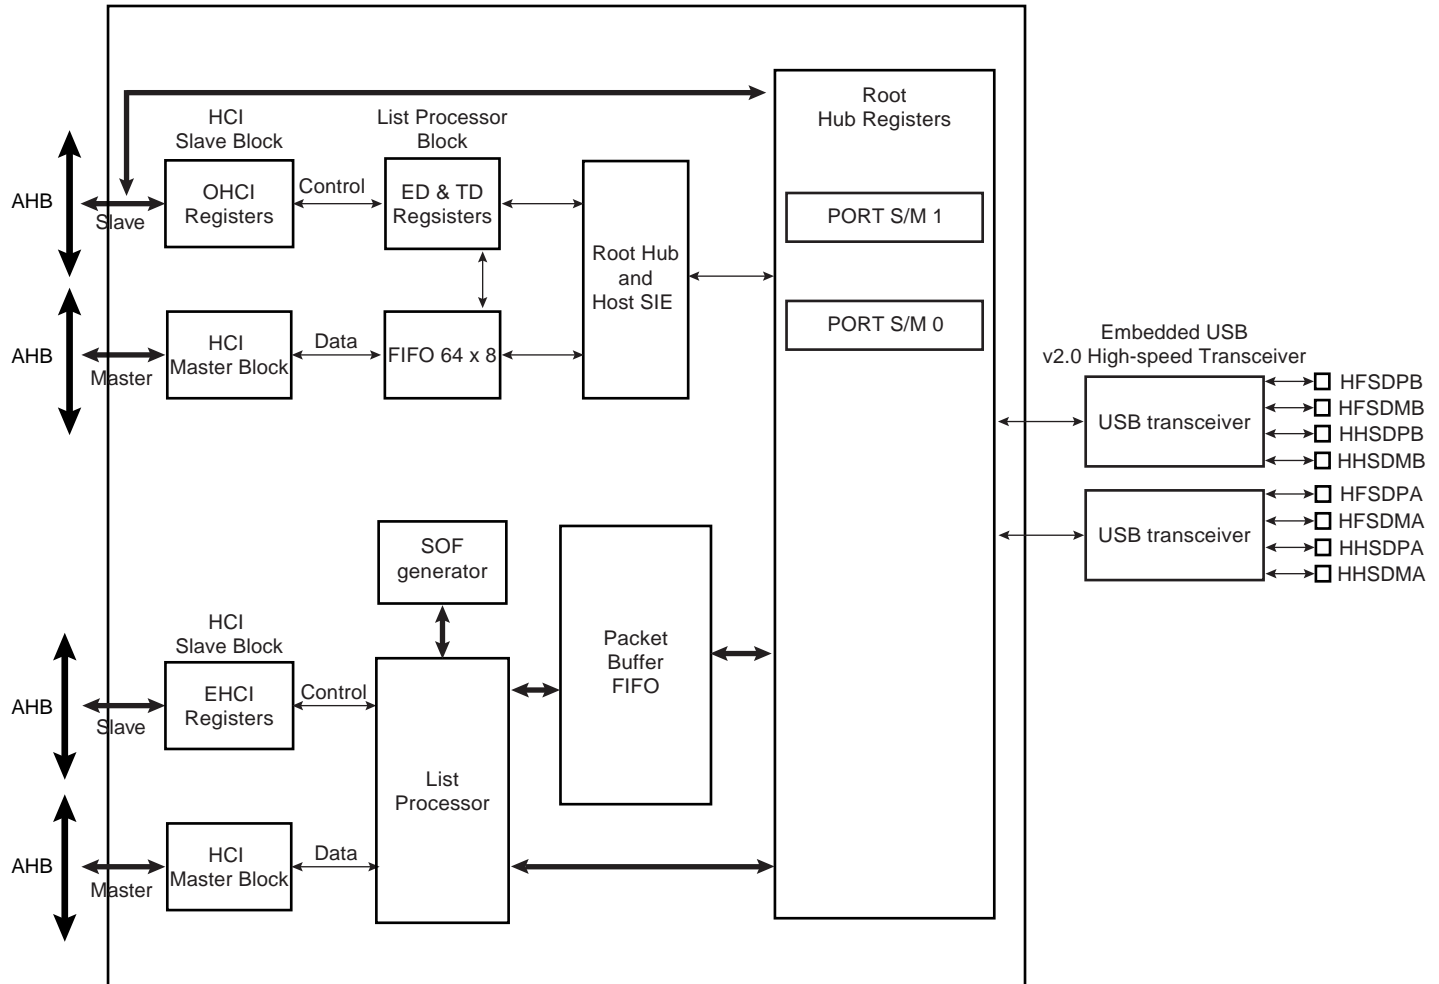 Root
Hub Registers
HCI
Slave Block
List Processor
Block
AHB
Slave
OHCI
Registers
Control
ED & TD
Regsisters
PORT S/M 1
Root Hub
and
Host SIE
PORT S/M 0
AHB
Master
HCI
Master Block
Data
FIFO 64 x 8
Embedded USB
v2.0 High-speed Transceiver
USB transceiver
HFSDPB
HFSDMB
HHSDPB
HHSDMB
USB transceiver
HFSDPA
HFSDMA
HHSDPA
HHSDMA
SOF
generator
Packet
Buffer
FIFO
HCI
Slave Block
AHB
Slave
EHCI
Registers
Control
List
Processor
AHB
Master
HCI
Master Block
Data